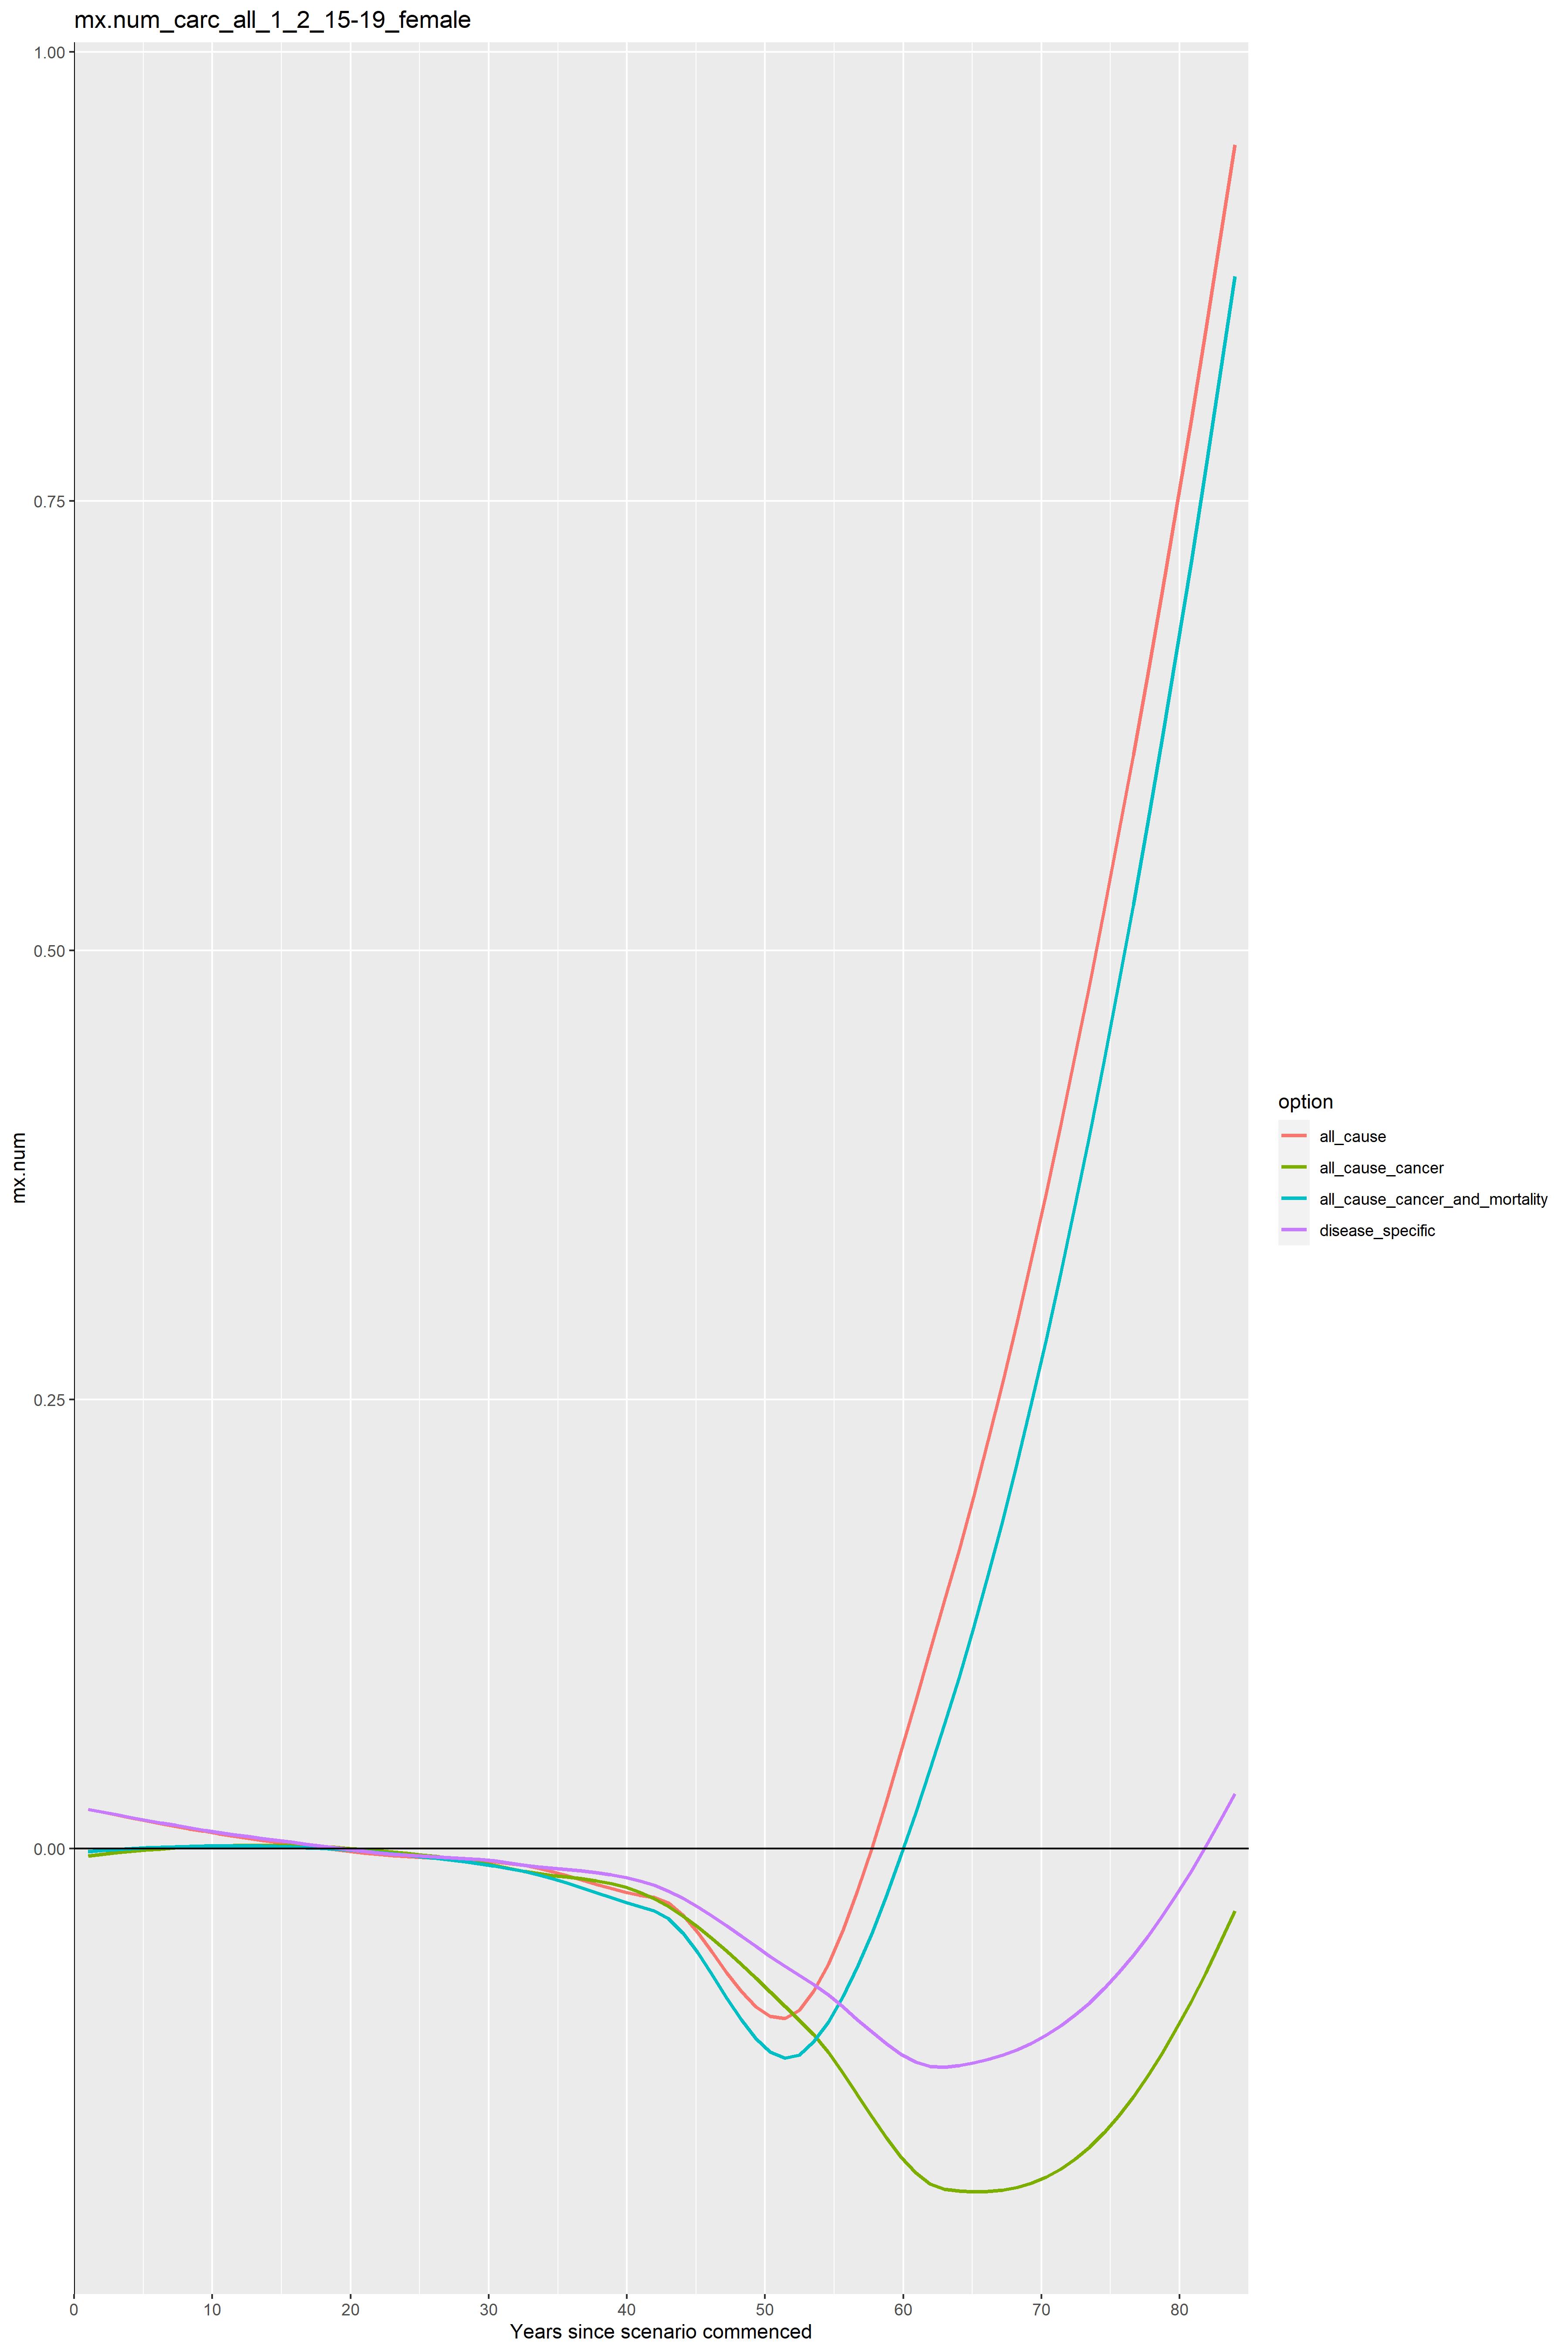 mx.num_carc_all_1_2_15-19_female
1.00
0.75
0.50
0.25
0.00
mx.num
0 10 20 30 40 50 60 70 80
Years since scenario commenced
option
all_cause
all_cause_cancer
all_cause_cancer_and_mortality
disease_specific